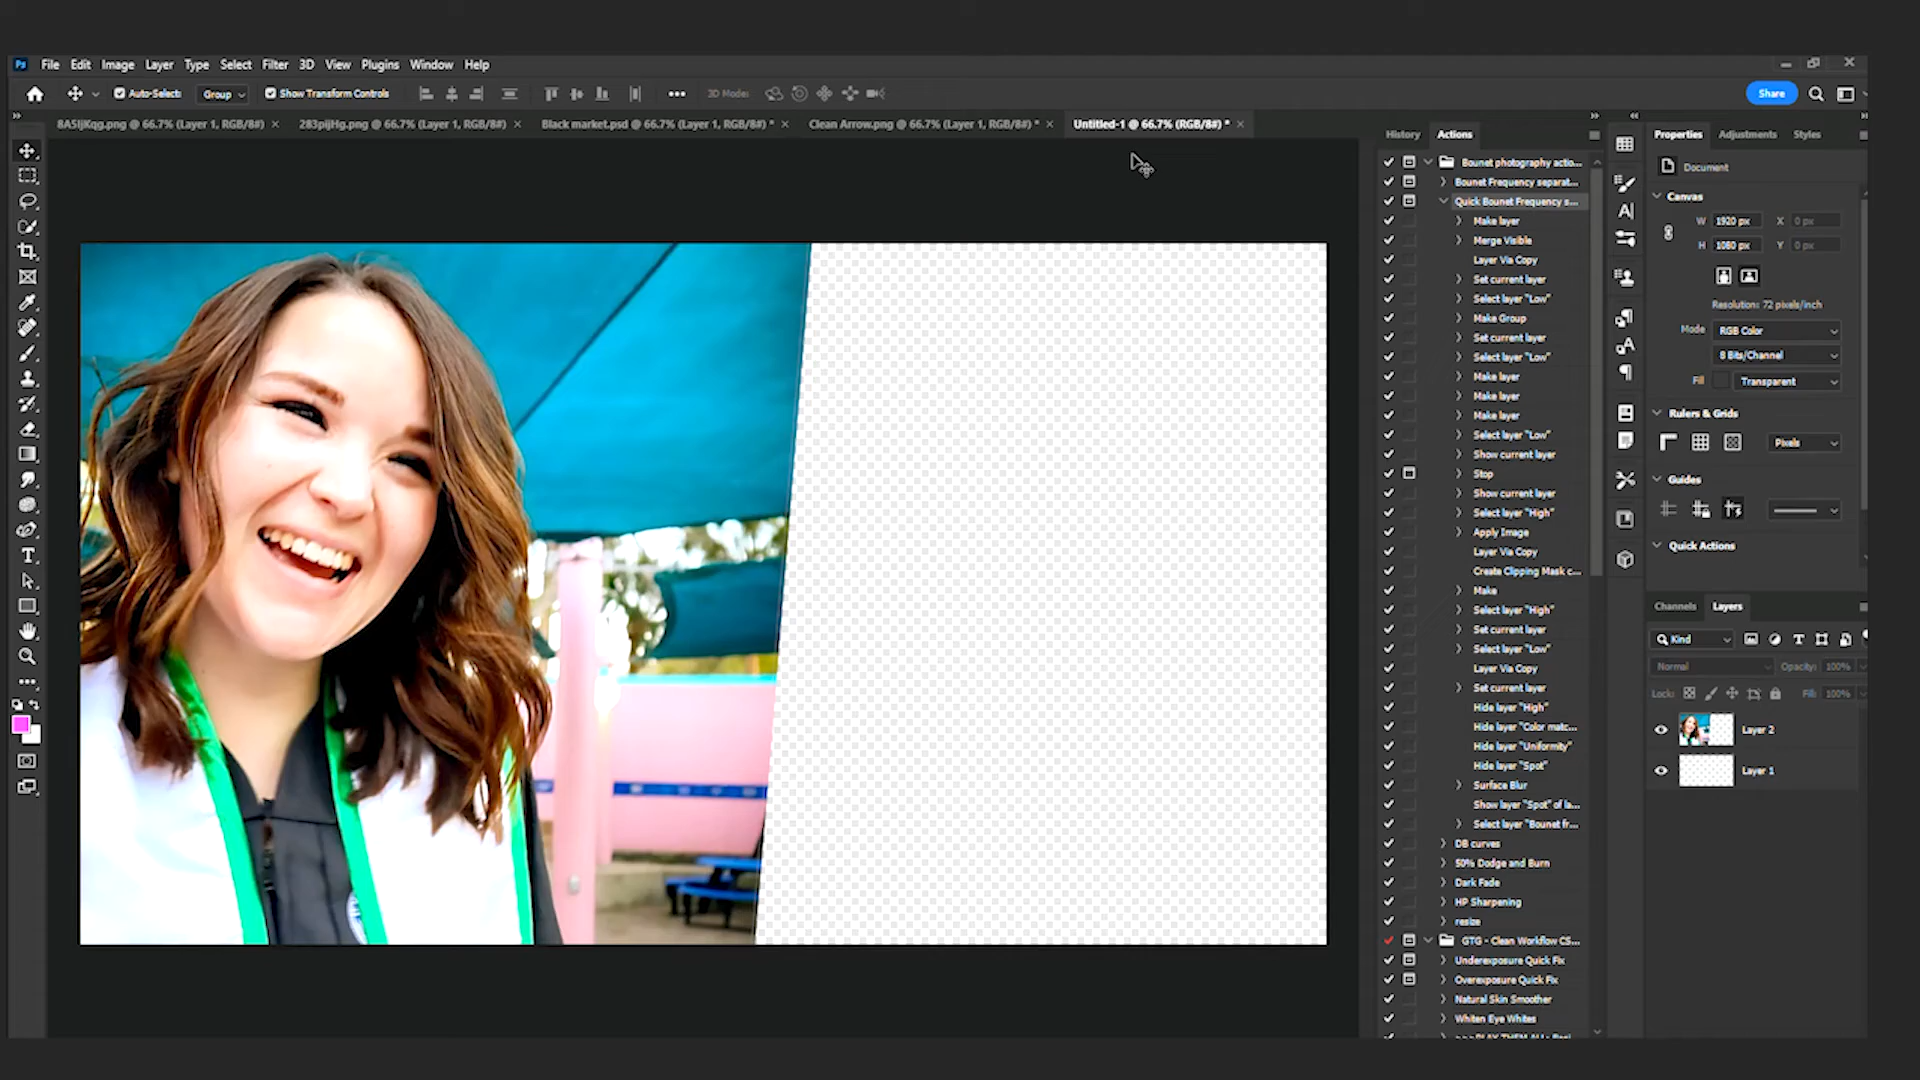 Ps File Edit Image Layer Type Select Filter 3D View Plugins Window Help
Auto-Select: Group Show Transform Controls 3D Mode: Share
8A5IjKqg.png @ 66.7% (Layer 1, RGB/8#) 283pijHg.png @ 66.7% (Layer 1, RGB/8#) Black market.psd @ 66.7% (Layer 1, RGB/8#) * Clean Arrow.png @ 66.7% (Layer 1, RGB/8#) * Untitled-1 @ 66.7% (RGB/8#) *
History Actions
Bounet photography actio...
Bounet Frequency separat...
Quick Bounet Frequency s...
Make layer
Merge Visible
Layer Via Copy
Set current layer
Select layer "Low"
Make Group
Set current layer
Select layer "Low"
Make layer
Make layer
Make layer
Select layer "Low"
Show current layer
Stop
Show current layer
Select layer "High"
Apply Image
Layer Via Copy
Create Clipping Mask c...
Make
Select layer "High"
Set current layer
Select layer "Low"
Layer Via Copy
Set current layer
Hide layer "High"
Hide layer "Color matc...
Hide layer "Uniformity"
Hide layer "Spot"
Surface Blur
Show layer "Spot" of la...
Select layer "Bounet fr...
DB curves
50% Dodge and Burn
Dark Fade
HP Sharpening
resize
GTG - Clean Workflow CS...
Underexposure Quick Fix
Overexposure Quick Fix
Natural Skin Smoother
Whiten Eye Whites
Properties Adjustments Styles
Document
Canvas
W 1920 px X 0 px
H 1080 px Y 0 px
Resolution: 72 pixels/inch
Mode RGB Color
8 Bits/Channel
Fill Transparent
Rulers & Grids
Pixels
Guides
Quick Actions
Channels Layers
Kind
Normal Opacity: 100%
Lock: Fill: 100%
Layer 2
Layer 1